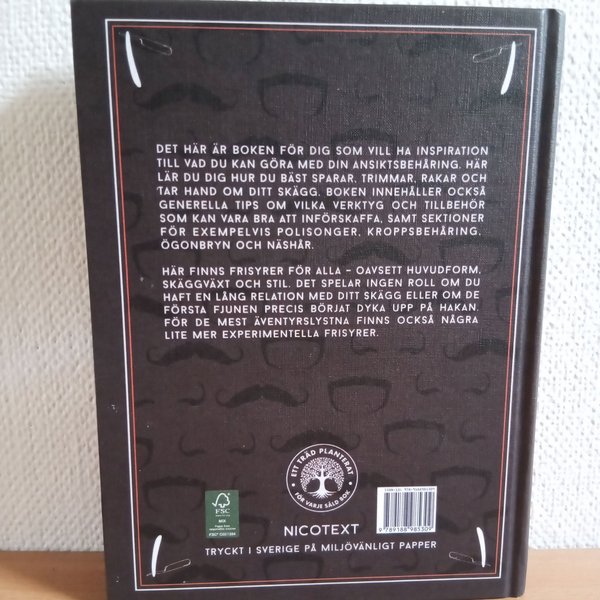 DET HÄR ÄR BOKEN FÖR DIG SOM VILL HA INSPIRATION
TILL VAD DU KAN GÖRA MED DIN ANSIKTSBEHÅRING. HÄR
LÄR DU DIG HUR DU BÄST SPARAR, TRIMMAR, RAKAR OCH
TAR HAND OM DITT SKÄGG. BOKEN INNEHÅLLER OCKSÅ
GENERELLA TIPS OM VILKA VERKTYG OCH TILLBEHÖR
SOM KAN VARA BRA ATT INFÖRSKAFFA, SAMT SEKTIONER
FÖR EXEMPELVIS POLISONGER, KROPPSBEHÅRING,
ÖGONBRYN OCH NÄSHÅR.
HÄR FINNS FRISYRER FÖR ALLA – OAVSETT HUVUDFORM,
SKÄGGVÄXT OCH STIL. DET SPELAR INGEN ROLL OM DU
HAFT EN LÅNG RELATION MED DITT SKÄGG ELLER OM DE
FÖRSTA FJUNEN PRECIS BÖRJAT DYKA UPP PÅ HAKAN.
FÖR DE MEST ÄVENTYRSLYSTNA FINNS OCKSÅ NÅGRA
LITE MER EXPERIMENTELLA FRISYRER.
ETT TRÄD PLANTERAT
FÖR VARJE SÅLD BOK
FSC
MIX
NICOTEXT
9 789188 985309
TRYCKT I SVERIGE PÅ MILJÖVÄNLIGT PAPPER